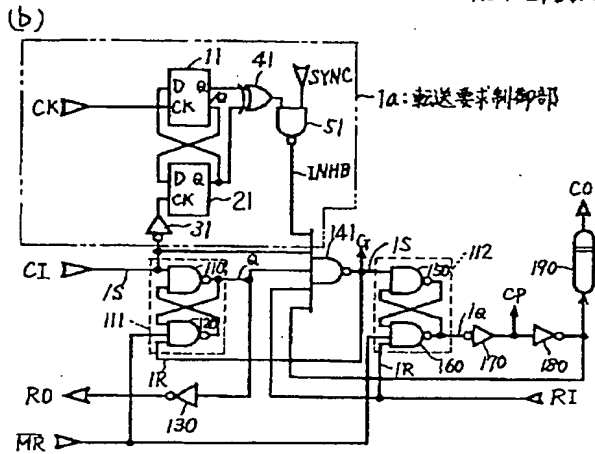 (b)
11
41
SYNC
D Q
Q
CK
CK
51
1a:転送要求制御部
D Q
CK
21
INHB
31
CO
141
G
1S
112
190
CI
1S
110
Q
150
111
120
1Q
CP
1R
160
170
180
1R
RO
130
RI
MR